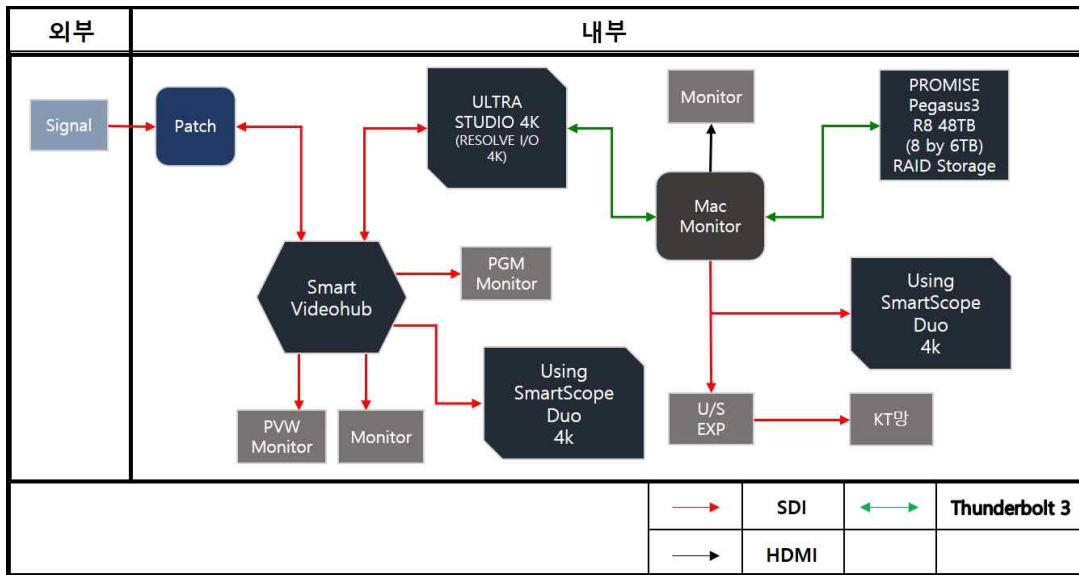 외부
내부
Signal
Patch
ULTRA
STUDIO 4K
(RESOLVE I/O
4K)
Monitor
PROMISE
Pegasus3
R8 48TB
(8 by 6TB)
RAID Storage
Mac
Monitor
Smart
Videohub
PGM
Monitor
Using
SmartScope
Duo
4k
Using
SmartScope
Duo
4k
PVW
Monitor
Monitor
U/S
EXP
KT망
SDI
Thunderbolt 3
HDMI